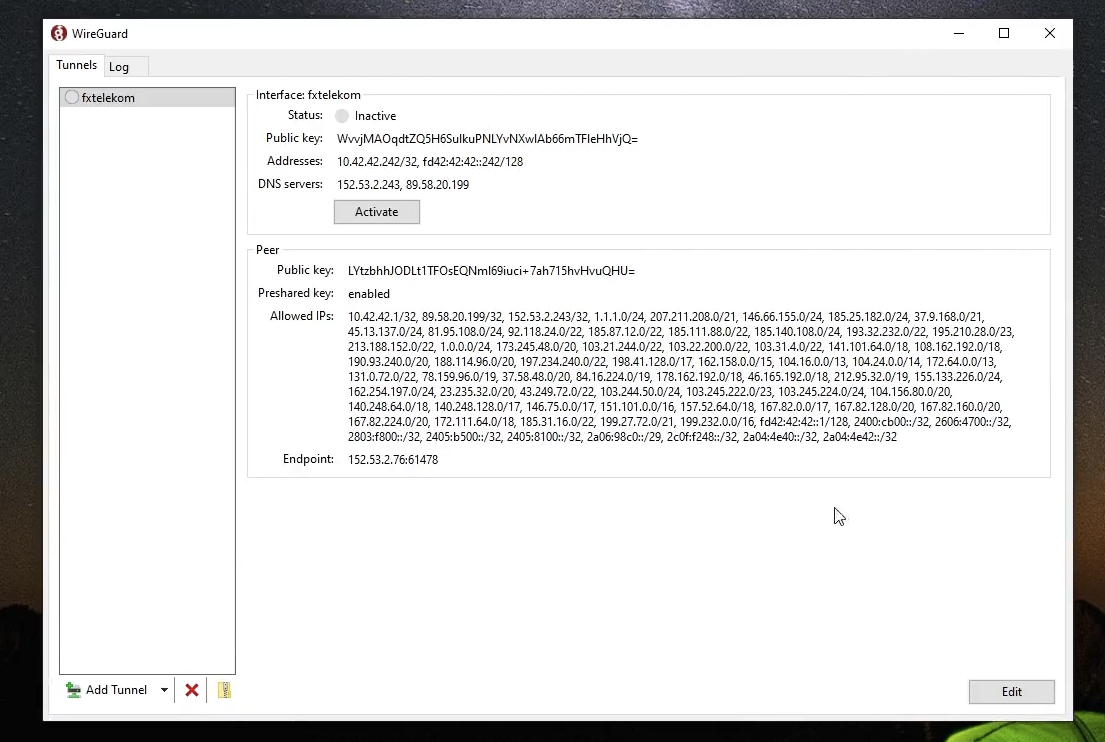 WireGuard
Tunnels Log
fxtelekom
Interface: fxtelekom
Status: Inactive
Public key: WvvjMAOqdtZQ5H6SulkuPNLYvNXwIAb66mTFIeHhVjQ=
Addresses: 10.42.42.242/32, fd42:42:42::242/128
DNS servers: 152.53.2.243, 89.58.20.199
Activate
Peer
Public key: LYtzbhhJODLt1TFOsEQNmI69iuci+7ah715hvHvuQHU=
Preshared key: enabled
Allowed IPs: 10.42.42.1/32, 89.58.20.199/32, 152.53.2.243/32, 1.1.1.0/24, 207.211.208.0/21, 146.66.155.0/24, 185.25.182.0/24, 37.9.168.0/21,
45.13.137.0/24, 81.95.108.0/24, 92.118.24.0/22, 185.87.12.0/22, 185.111.88.0/22, 185.140.108.0/24, 193.32.232.0/22, 195.210.28.0/23,
213.188.152.0/22, 1.0.0.0/24, 173.245.48.0/20, 103.21.244.0/22, 103.22.200.0/22, 103.31.4.0/22, 141.101.64.0/18, 108.162.192.0/18,
190.93.240.0/20, 188.114.96.0/20, 197.234.240.0/22, 198.41.128.0/17, 162.158.0.0/15, 104.16.0.0/13, 104.24.0.0/14, 172.64.0.0/13,
131.0.72.0/22, 78.159.96.0/19, 37.58.48.0/20, 84.16.224.0/19, 178.162.192.0/18, 46.165.192.0/18, 212.95.32.0/19, 155.133.226.0/24,
162.254.197.0/24, 23.235.32.0/20, 43.249.72.0/22, 103.244.50.0/24, 103.245.222.0/23, 103.245.224.0/24, 104.156.80.0/20,
140.248.64.0/18, 140.248.128.0/17, 146.75.0.0/17, 151.101.0.0/16, 157.52.64.0/18, 167.82.0.0/17, 167.82.128.0/20, 167.82.160.0/20,
167.82.224.0/20, 172.111.64.0/18, 185.31.16.0/22, 199.27.72.0/21, 199.232.0.0/16, fd42:42:42::1/128, 2400:cb00::/32, 2606:4700::/32,
2803:f800::/32, 2405:b500::/32, 2405:8100::/32, 2a06:98c0::/29, 2c0f:f248::/32, 2a04:4e40::/32, 2a04:4e42::/32
Endpoint: 152.53.2.76:61478
Add Tunnel
Edit